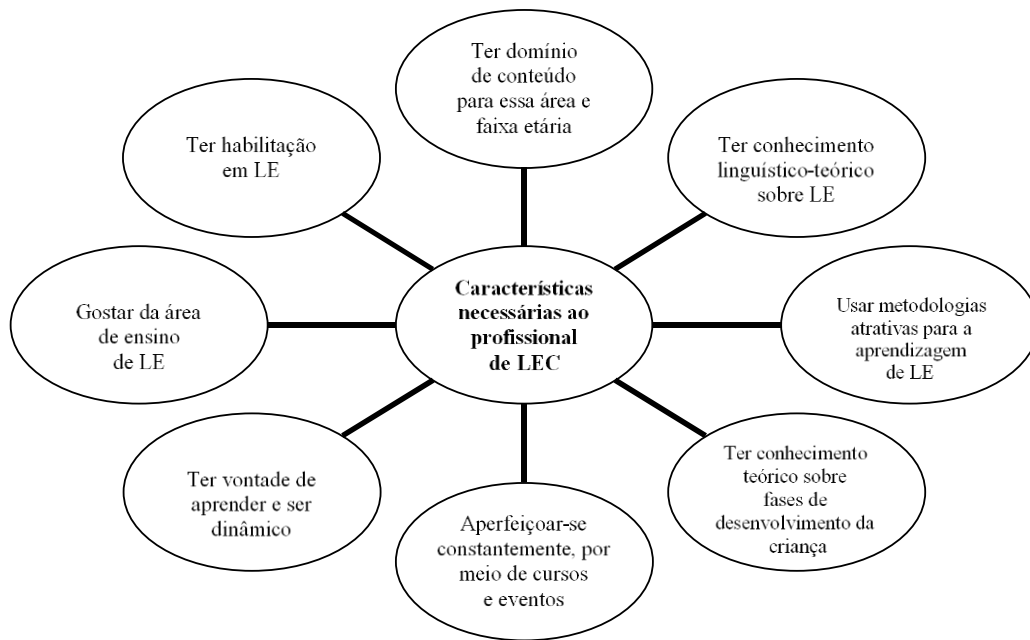 Ter domínio
de conteúdo
para essa área e
faixa etária
Ter habilitação
em LE
Ter conhecimento
linguístico-teórico
sobre LE
Gostar da área
de ensino
de LE
Características
necessárias ao
profissional
de LEC
Usar metodologias
atrativas para a
aprendizagem
de LE
Ter vontade de
aprender e ser
dinâmico
Aperfeiçoar-se
constantemente, por
meio de cursos
e eventos
Ter conhecimento
teórico sobre
fases de
desenvolvimento da
criança